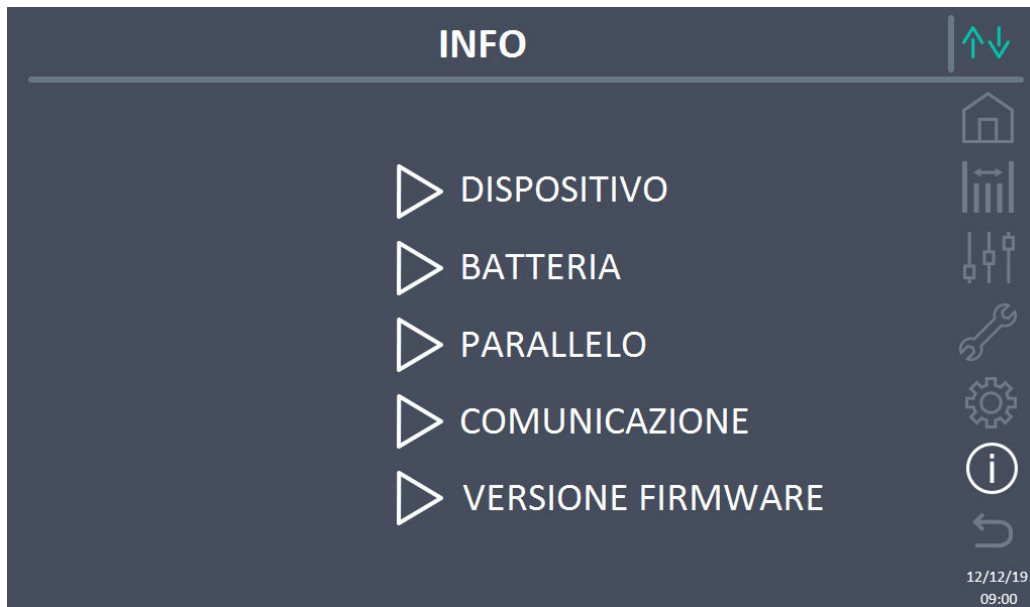 INFO
DISPOSITIVO
BATTERIA
PARALLELO
COMUNICAZIONE
VERSIONE FIRMWARE
i
12/12/19
09:00